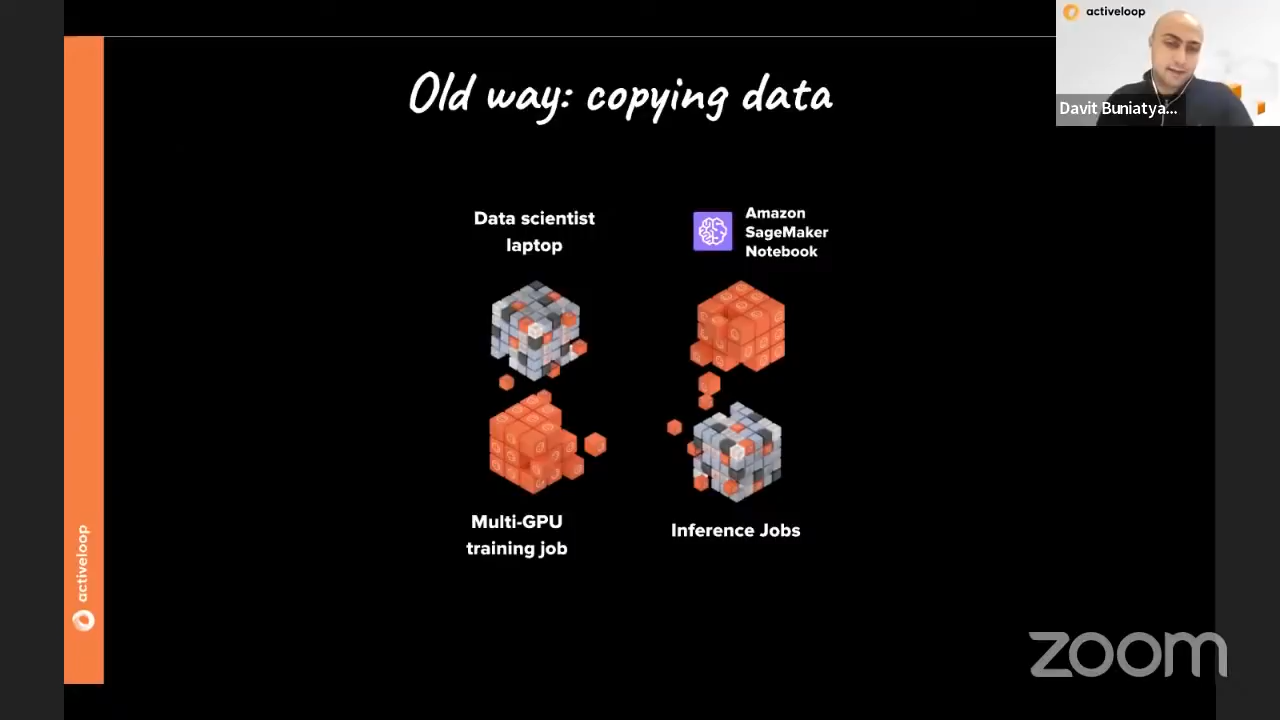 Old way: copying data
activeloop
Davit Buniatya...
Data scientist
laptop
Amazon
SageMaker
Notebook
Multi-GPU
training job
Inference Jobs
activeloop
zoom